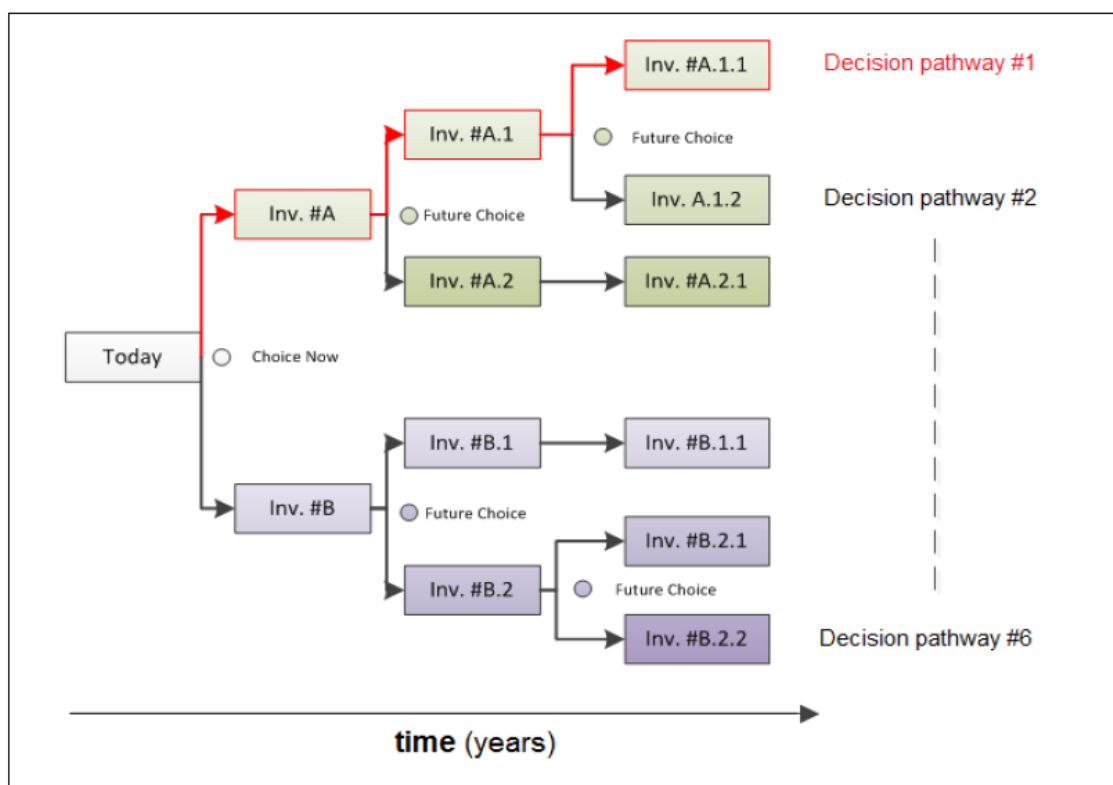 Inv. #A.1.1
Decision pathway #1
Inv. #A.1
Future Choice
Inv. A.1.2
Decision pathway #2
Inv. #A
Future Choice
Inv. #A.2
Inv. #A.2.1
Today
Choice Now
Inv. #B.1
Inv. #B.1.1
Inv. #B
Future Choice
Inv. #B.2.1
Inv. #B.2
Future Choice
Inv. #B.2.2
Decision pathway #6
time (years)